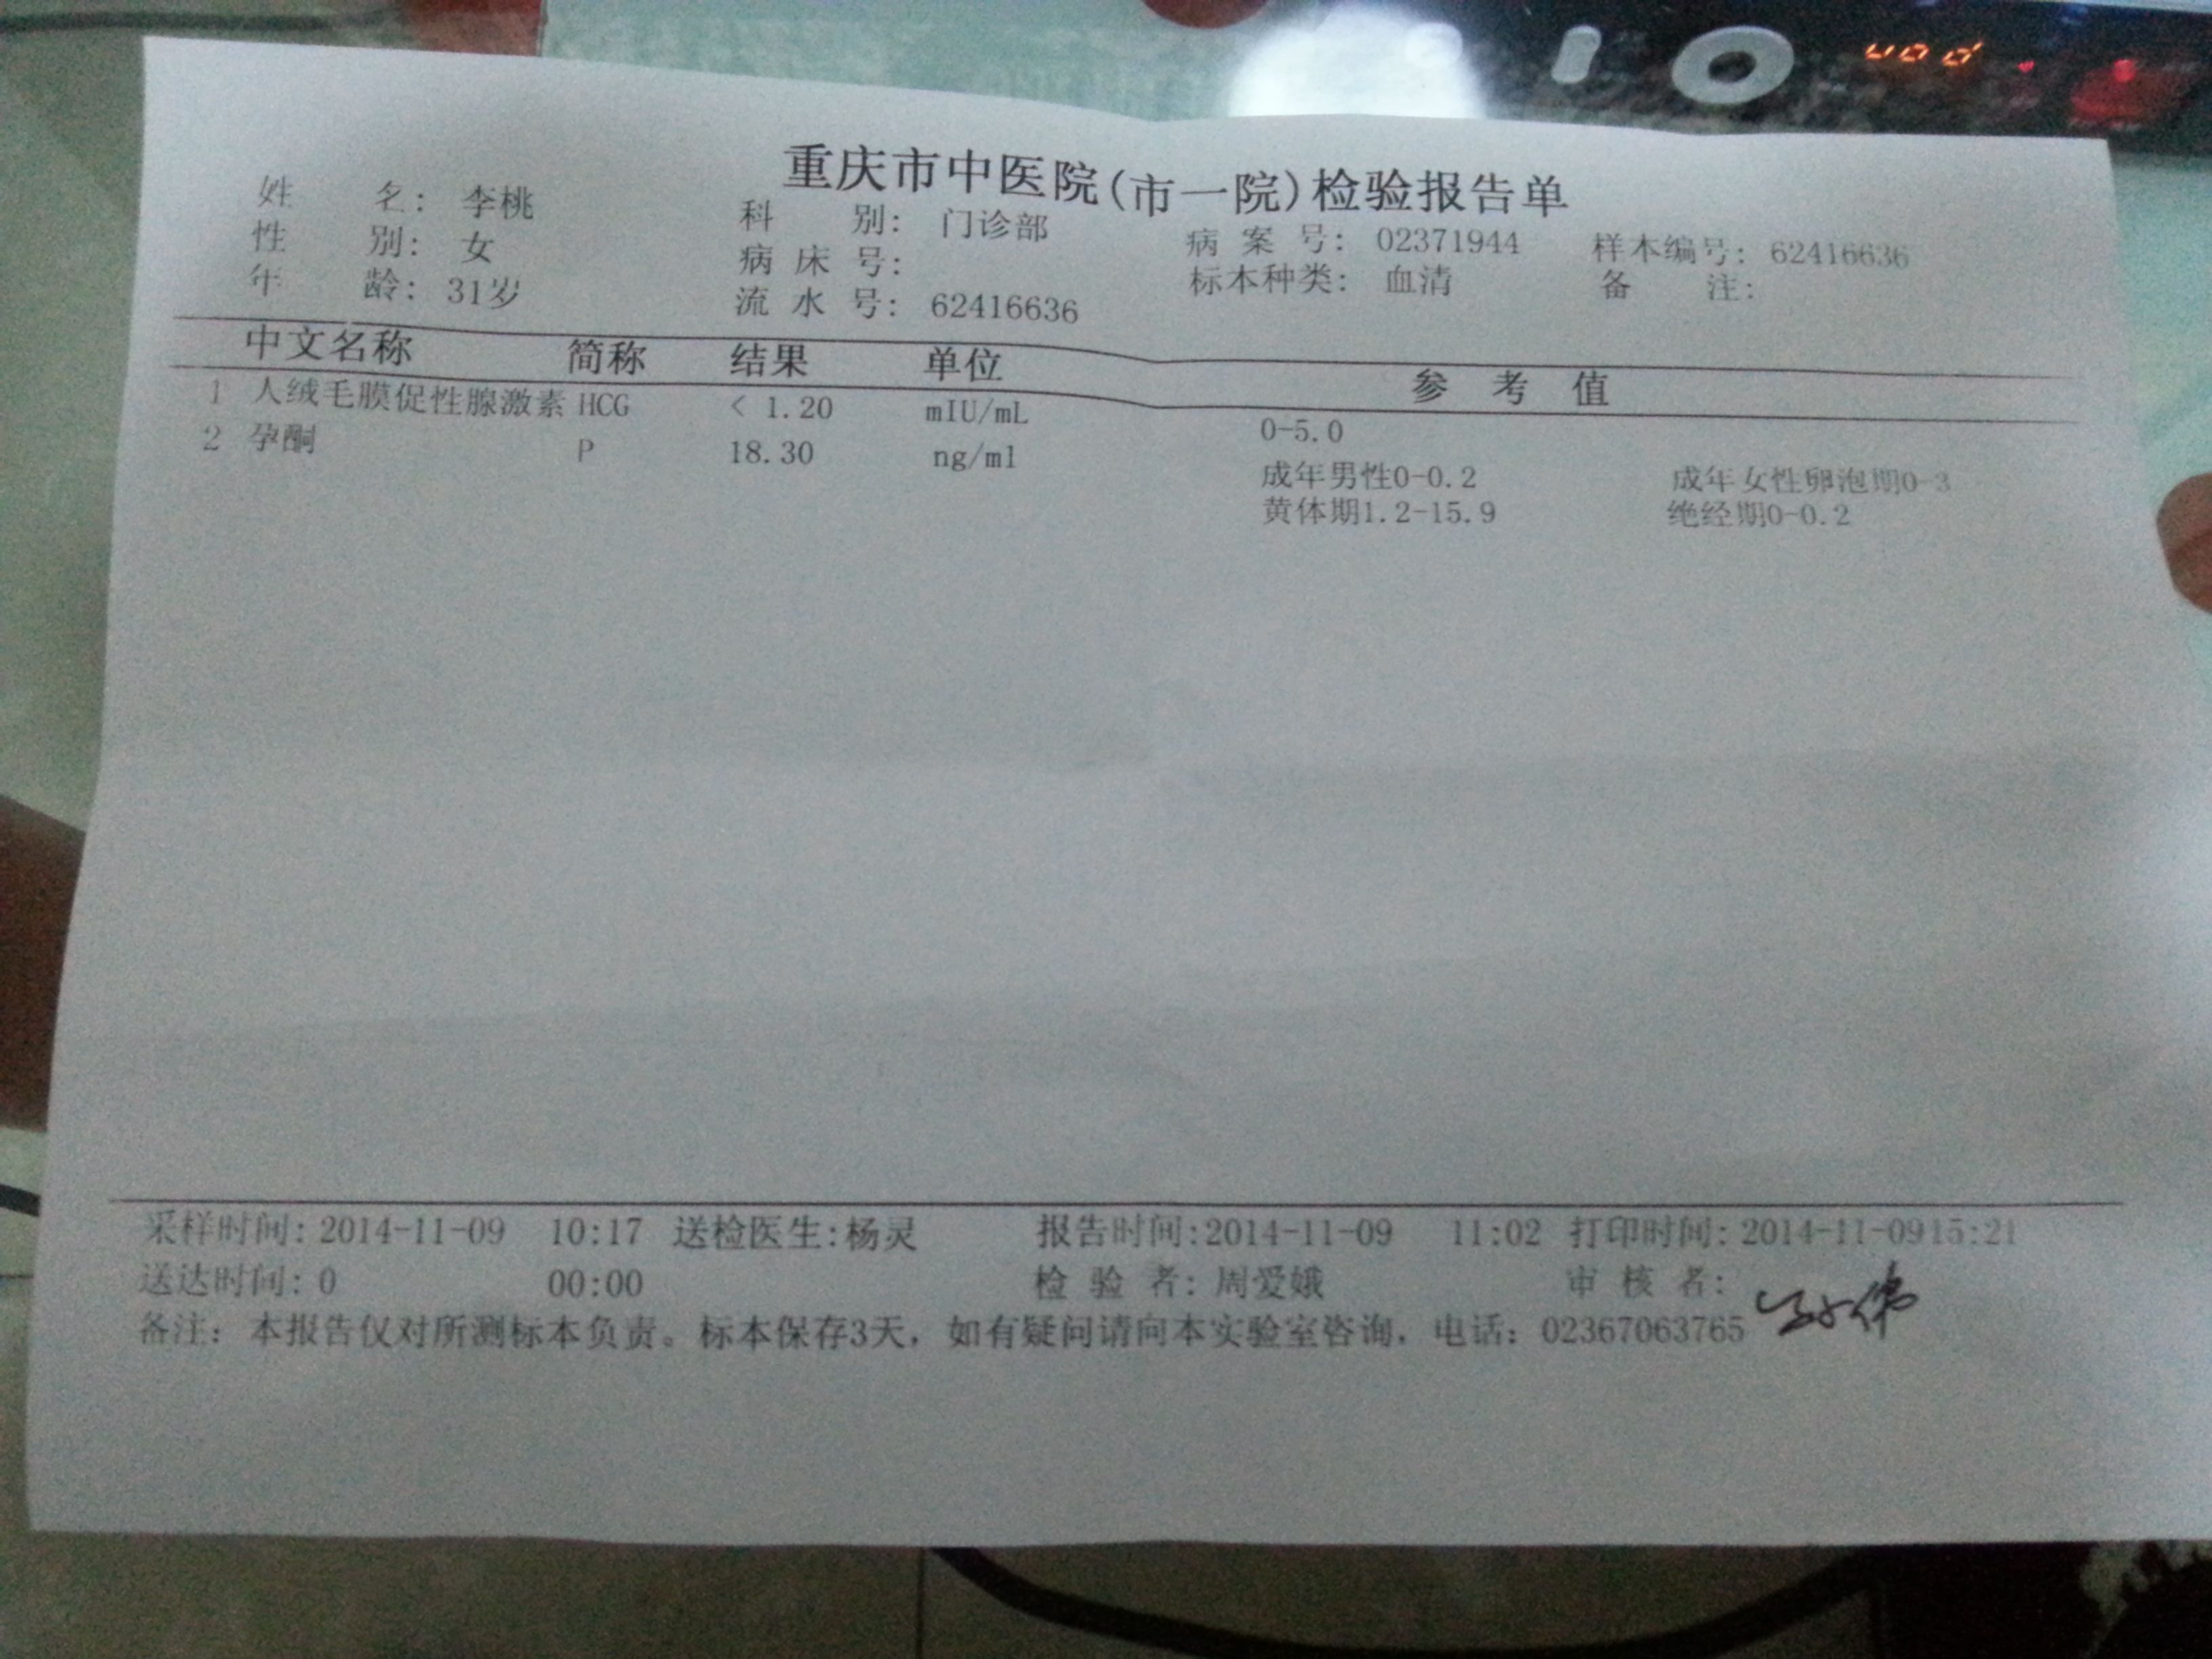 重庆市中医院(市一院)检验报告单
姓 名: 李桃 科 别: 门诊部 病 案 号: 02371944 样本编号: 62416636
性 别: 女 病 床 号: 标本种类: 血清 备 注:
年 龄: 31岁 流 水 号: 62416636
中文名称 简称 结果 单位 参 考 值
1 人绒毛膜促性腺激素 HCG < 1.20 mIU/mL 0-5.0
2 孕酮 P 18.30 ng/ml 成年男性0-0.2 成年女性卵泡期0-3
黄体期1.2-15.9 绝经期0-0.2
采样时间: 2014-11-09 10:17 送检医生:杨灵 报告时间:2014-11-09 11:02 打印时间: 2014-11-0915:21
送达时间: 0 00:00 检 验 者: 周爱娥 审 核 者:
备注: 本报告仅对所测标本负责。标本保存3天, 如有疑问请向本实验室咨询, 电话: 02367063765